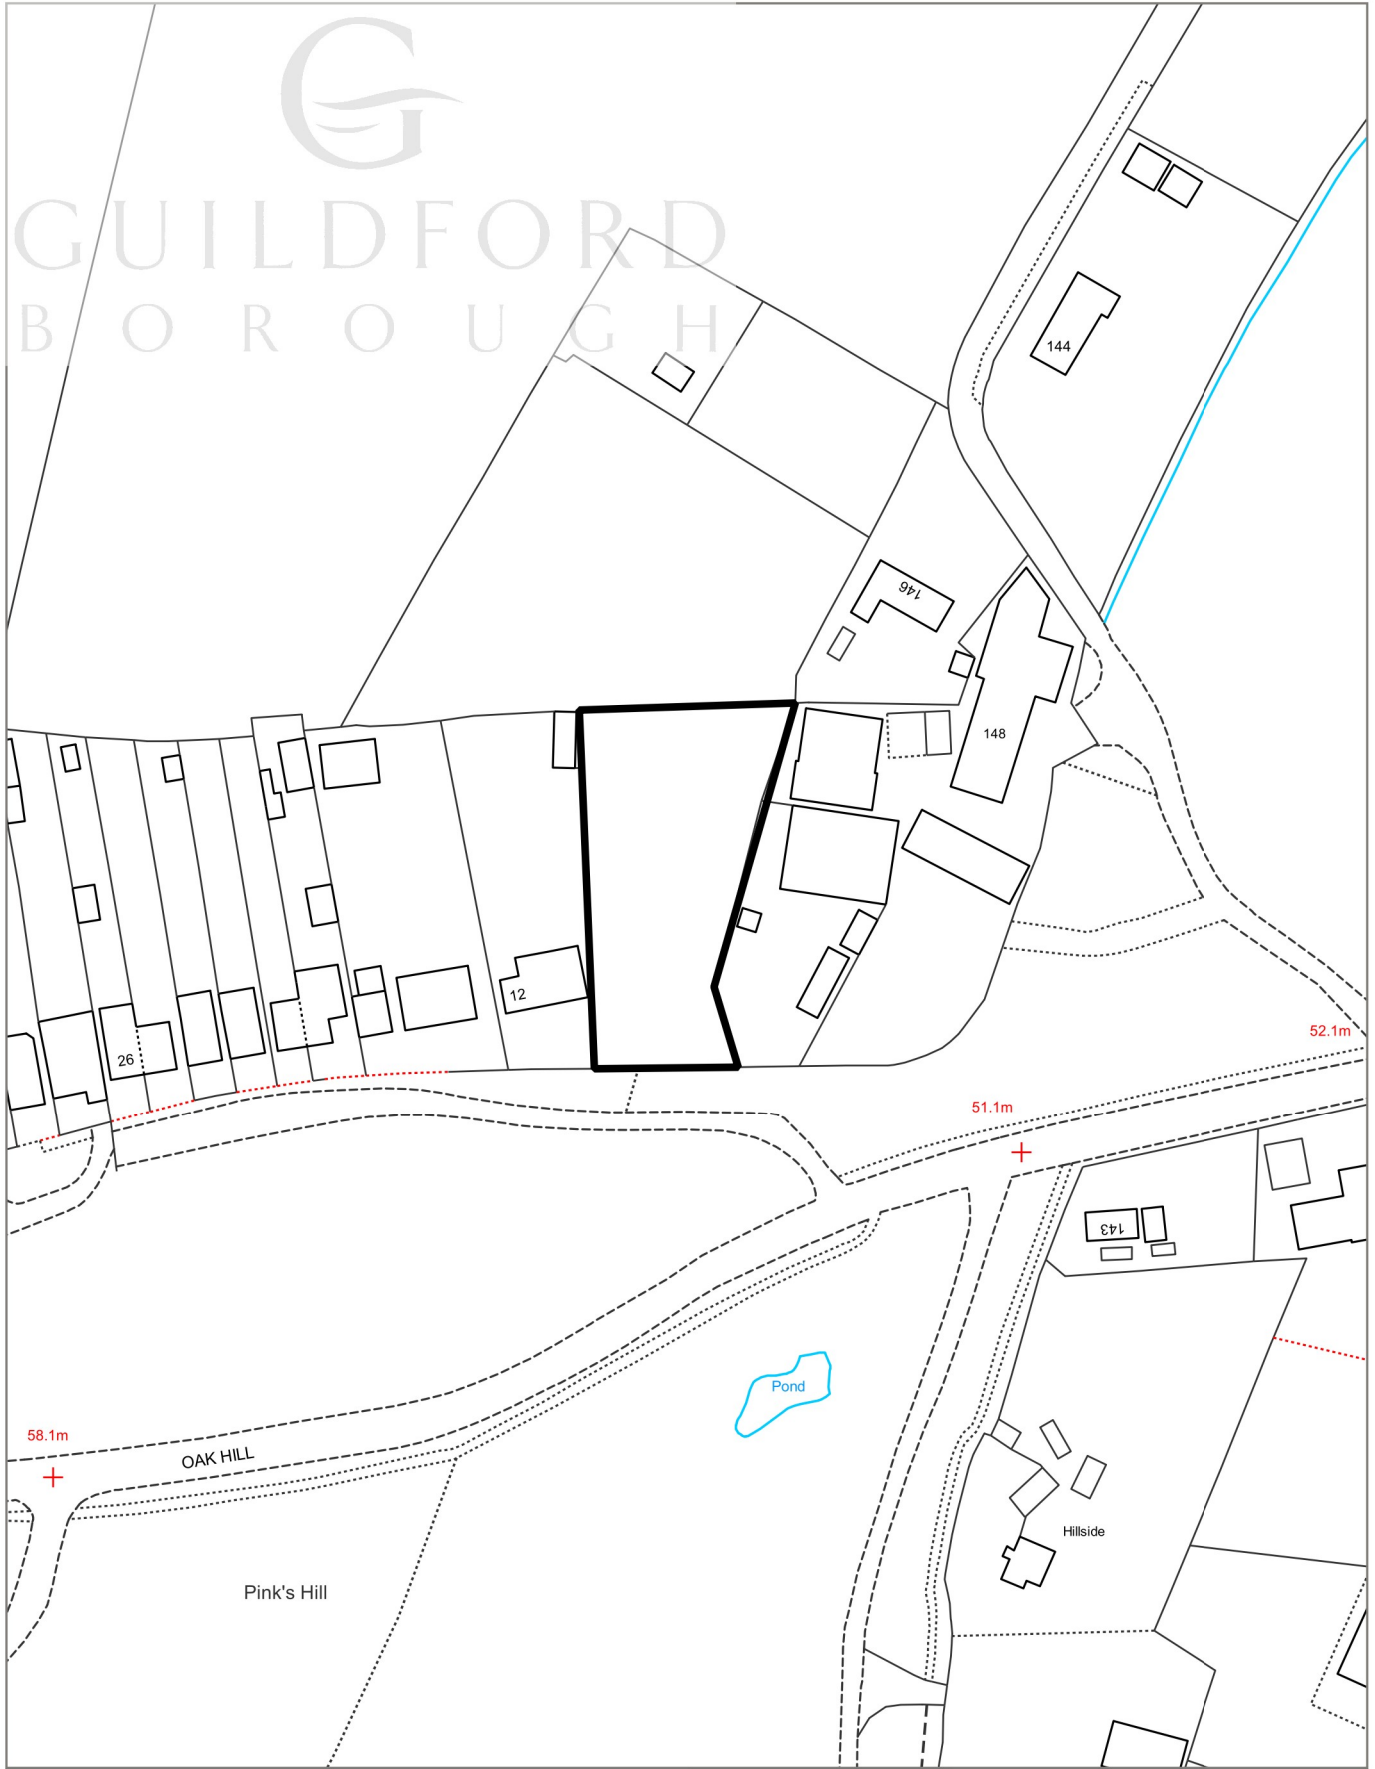 GUILDFORD
BOROUGH
144
146
148
12
26
52.1m
51.1m
143
Pond
58.1m
OAK HILL
Hillside
Pink's Hill